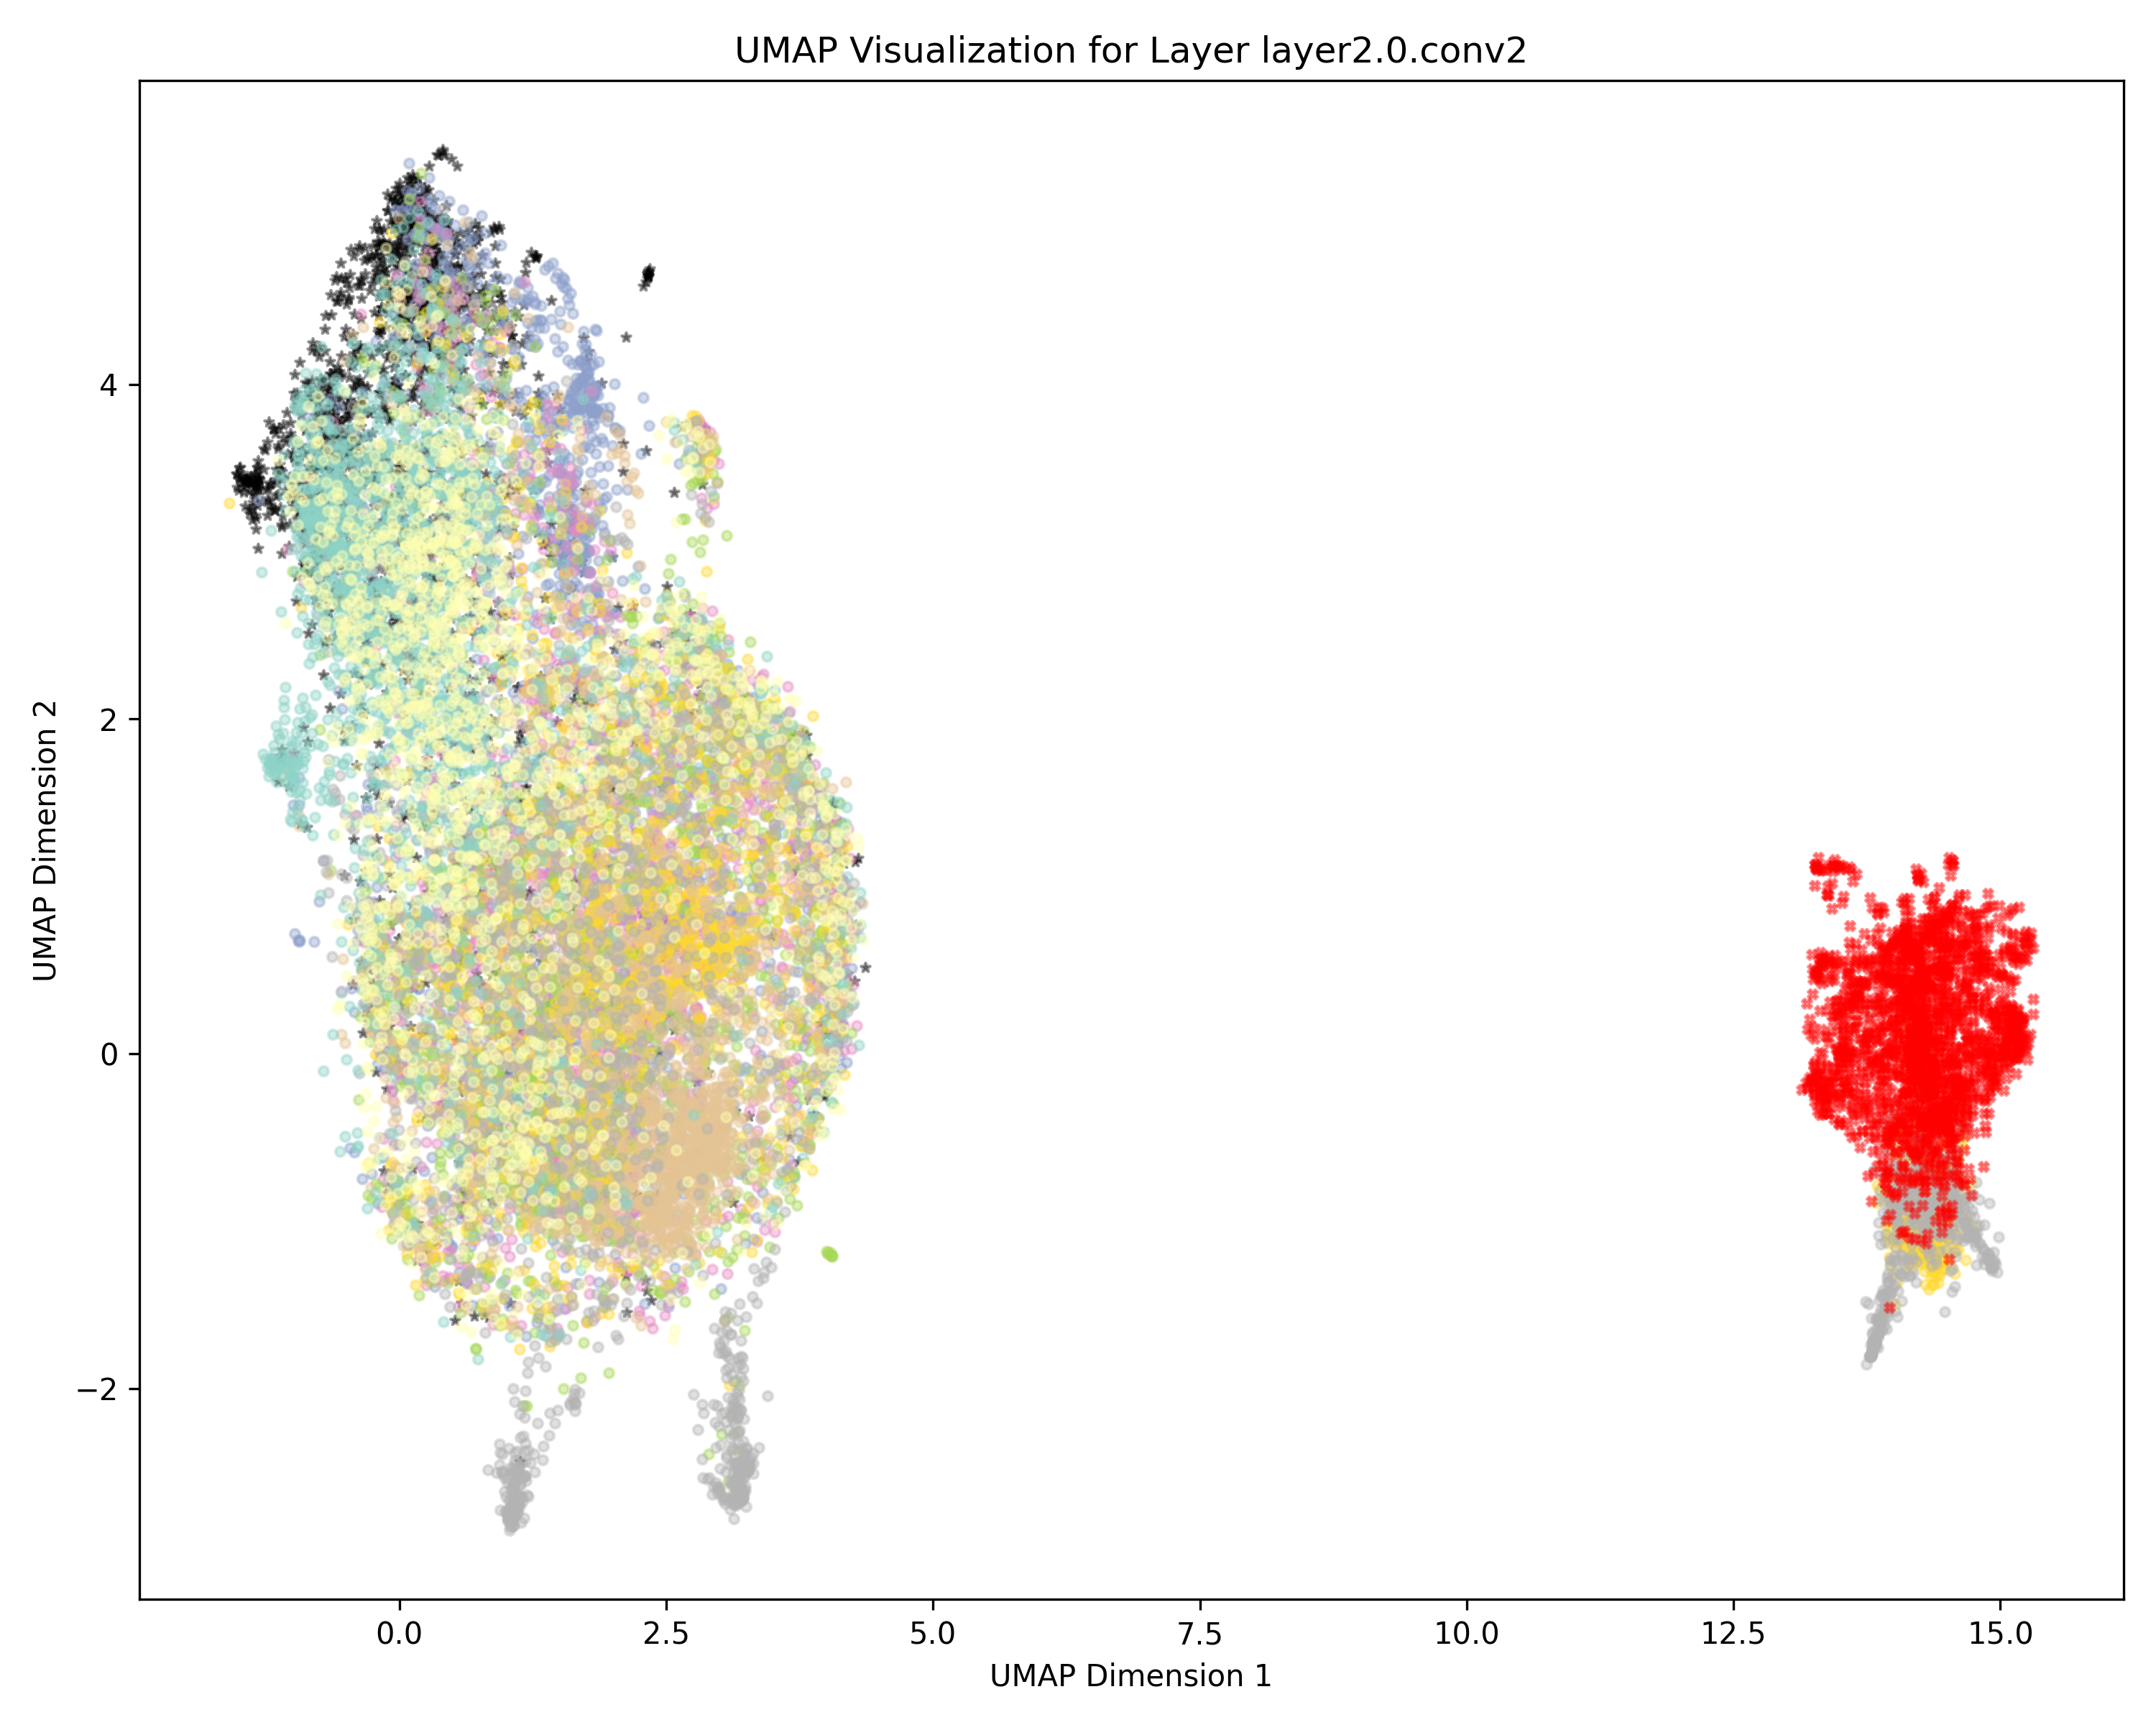 UMAP Visualization for Layer layer2.0.conv2
UMAP Dimension 2
4
2
0
−2
0.0 2.5 5.0 7.5 10.0 12.5 15.0
UMAP Dimension 1